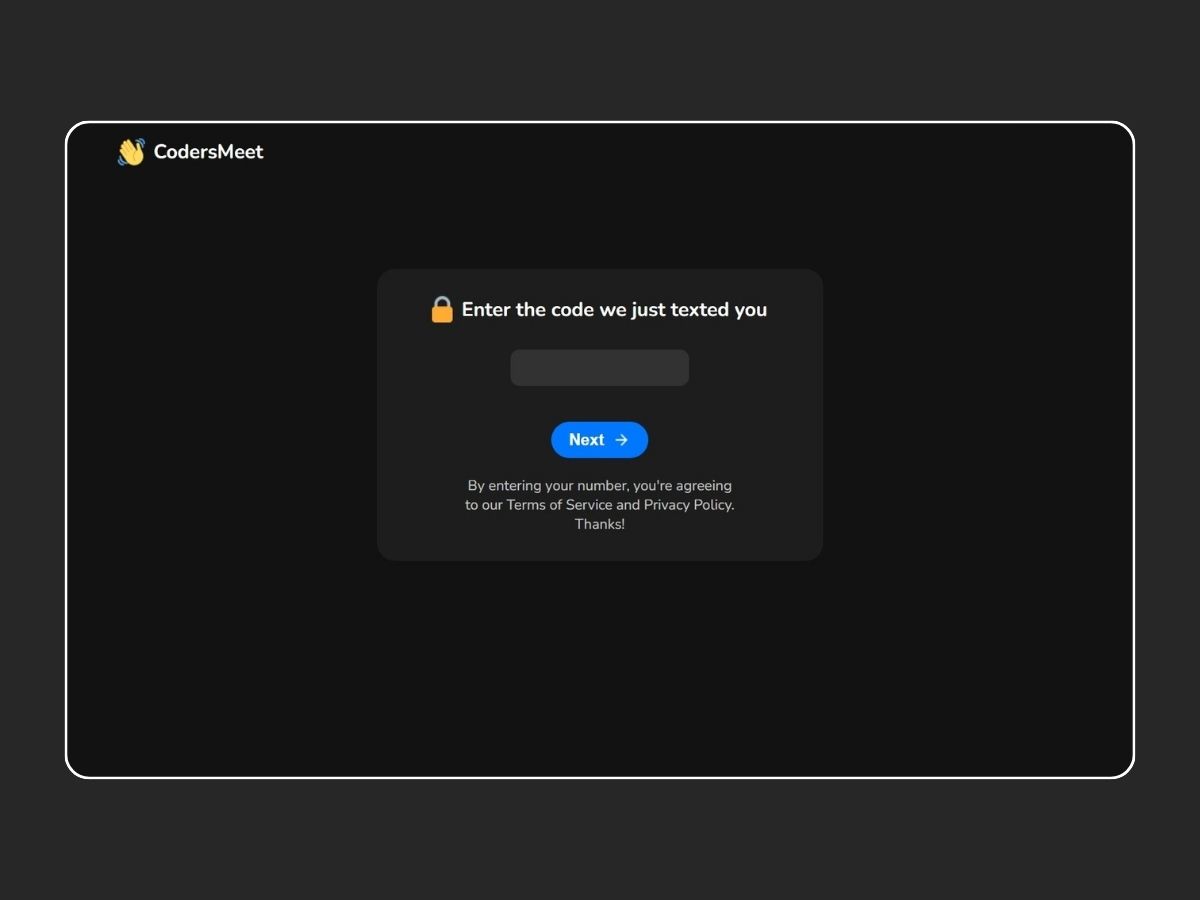 CodersMeet
Enter the code we just texted you
Next
By entering your number, you're agreeing
to our Terms of Service and Privacy Policy.
Thanks!